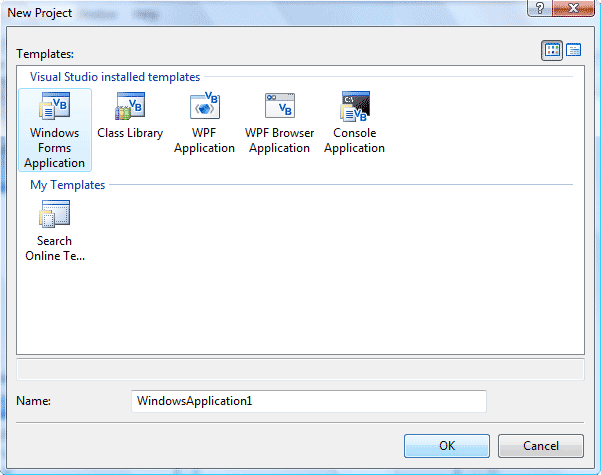 New Project
Templates:
Visual Studio installed templates
Windows Forms Application
Class Library
WPF Application
WPF Browser Application
Console Application
My Templates
Search Online Te...
Name:
WindowsApplication1
OK
Cancel